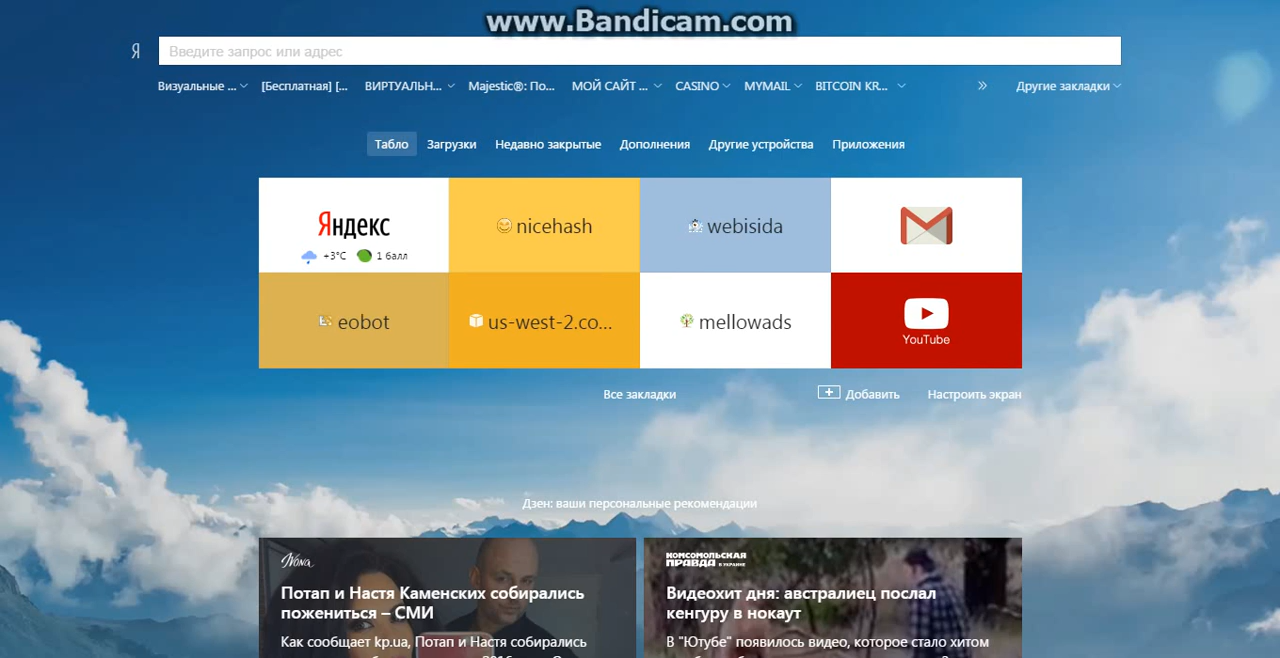 www.Bandicam.com
Я
Введите запрос или адрес
Визуальные ... [Бесплатная] [... ВИРТУАЛЬН... Majestic®: По... МОЙ САЙТ ... CASINO MYMAIL BITCOIN KR... » Другие закладки
Табло Загрузки Недавно закрытые Дополнения Другие устройства Приложения
Яндекс
+3°C 1 балл
nicehash
webisida
eobot
us-west-2.co...
mellowads
YouTube
Все закладки Добавить Настроить экран
Дзен: ваши персональные рекомендации
Nona
Потап и Настя Каменских собирались
пожениться – СМИ
Как сообщает kp.ua, Потап и Настя собирались
КОМСОМОЛЬСКАЯ
ПРАВДА В УКРАИНЕ
Видеохит дня: австралиец послал
кенгуру в нокаут
В "Ютубе" появилось видео, которое стало хитом